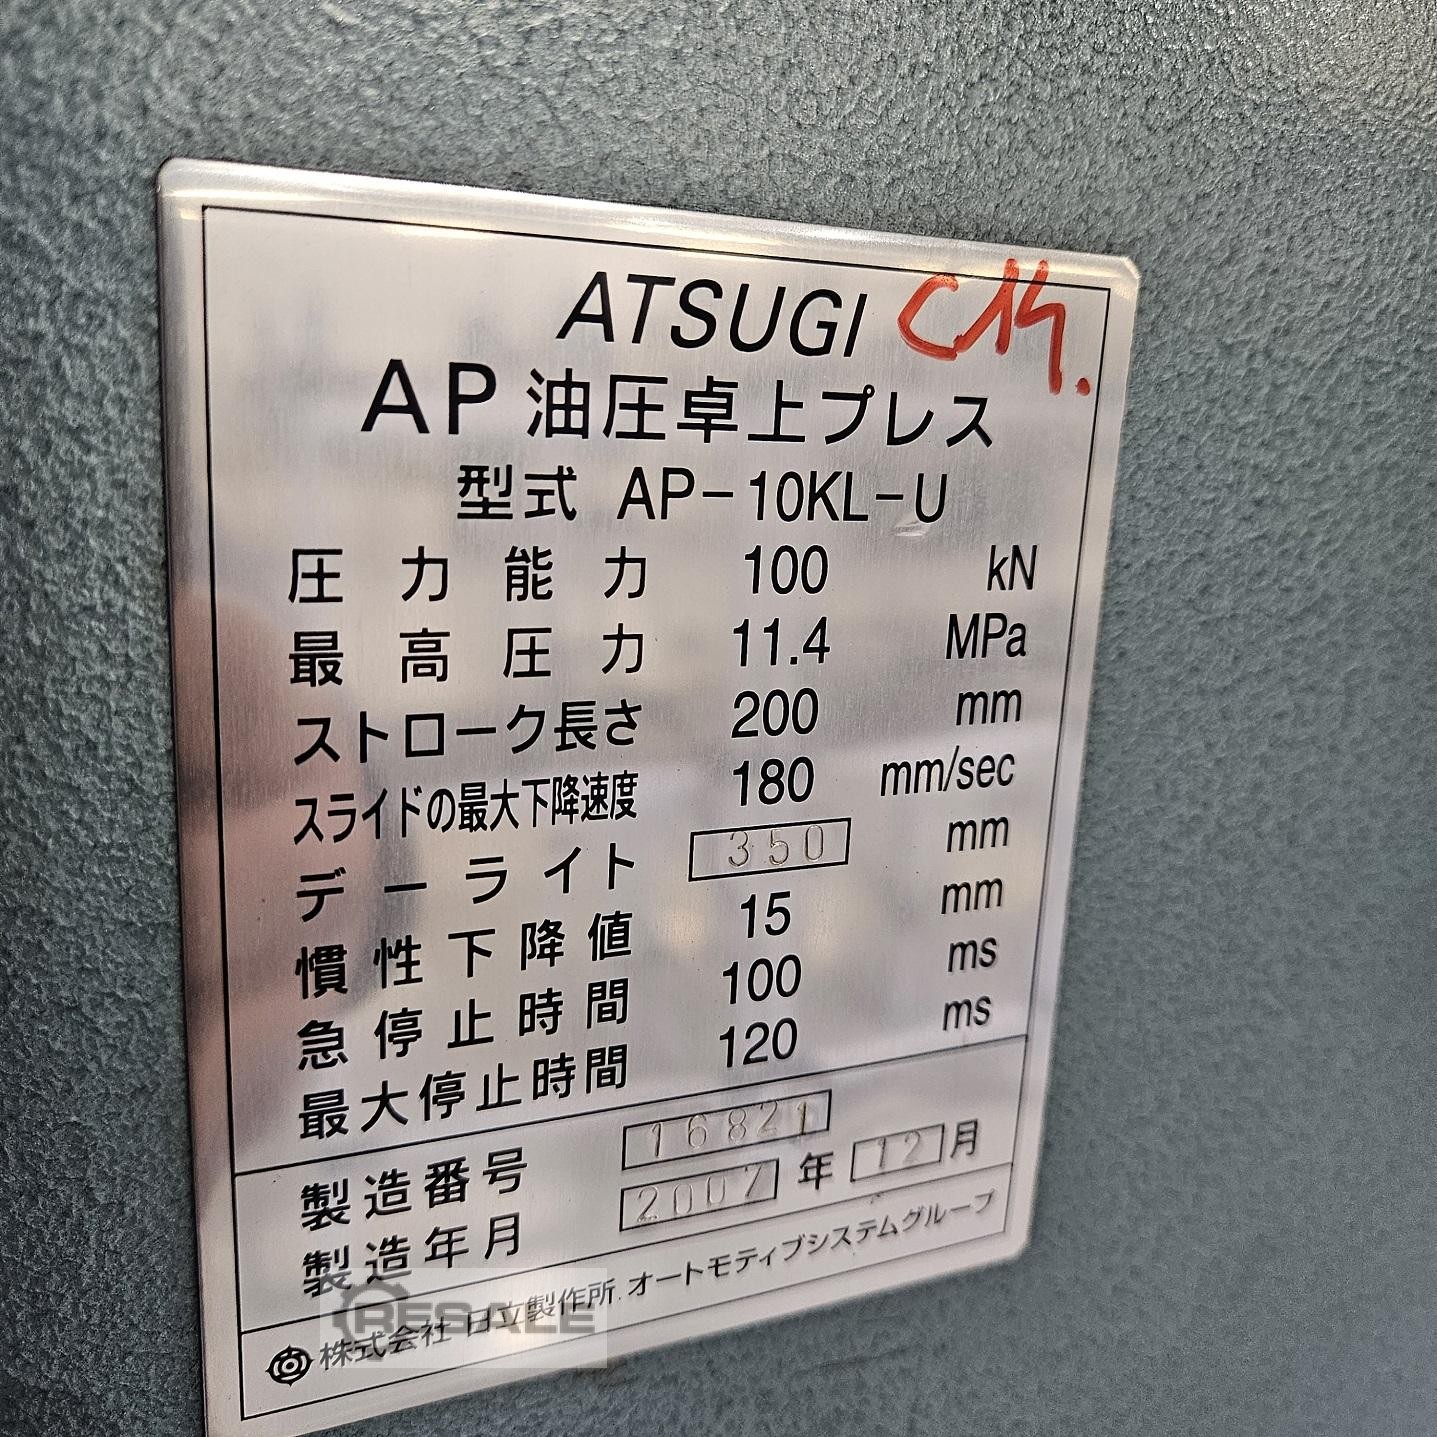 ATSUGI C14.
AP 油圧卓上プレス
型式 AP-10KL-U
圧力能力 100 kN
最高圧力 11.4 MPa
ストローク長さ 200 mm
スライドの最大下降速度 180 mm/sec
デーライト 350 mm
慣性下降値 15 mm
急停止時間 100 ms
最大停止時間 120 ms
製造番号 16821
製造年月 2007 年 12 月
株式会社 日立製作所 オートモティブシステムグループ
RESALE